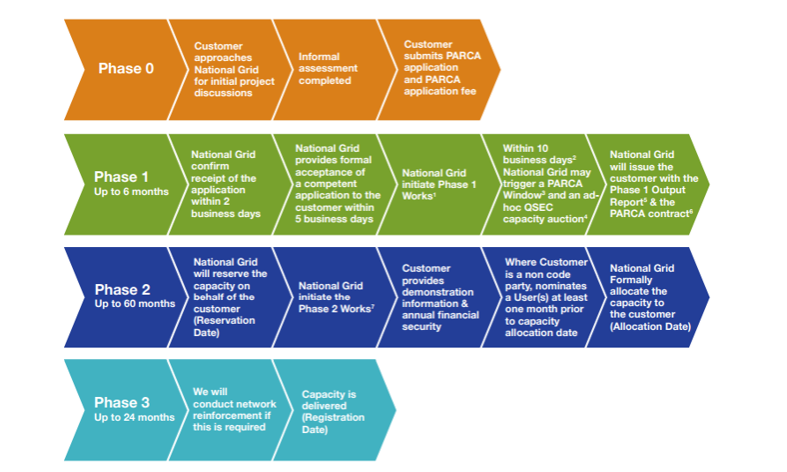 Phase 0
Customer
approaches
National Grid
for initial project
discussions
Informal
assessment
completed
Customer
submits PARCA
application
and PARCA
application fee
Phase 1
Up to 6 months
National Grid
confirm
receipt of the
application
within 2
business days
National Grid
provides formal
acceptance of
a competent
application to the
customer within
5 business days
National Grid
initiate Phase 1
Works¹
Within 10
business days²
National Grid may
trigger a PARCA
Window³ and an ad-
hoc QSEC
capacity auction⁴
National Grid
will issue the
customer with the
Phase 1 Output
Report⁵ & the
PARCA contract⁶
Phase 2
Up to 60 months
National Grid
will reserve the
capacity on
behalf of the
customer
(Reservation
Date)
National Grid
initiate the
Phase 2 Works⁷
Customer
provides
demonstration
information &
annual financial
security
Where Customer
is a non code
party, nominates
a User(s) at least
one month prior
to capacity
allocation date
National Grid
Formally
allocate the
capacity to
the customer
(Allocation Date)
Phase 3
Up to 24 months
We will
conduct network
reinforcement if
this is required
Capacity is
delivered
(Registration
Date)